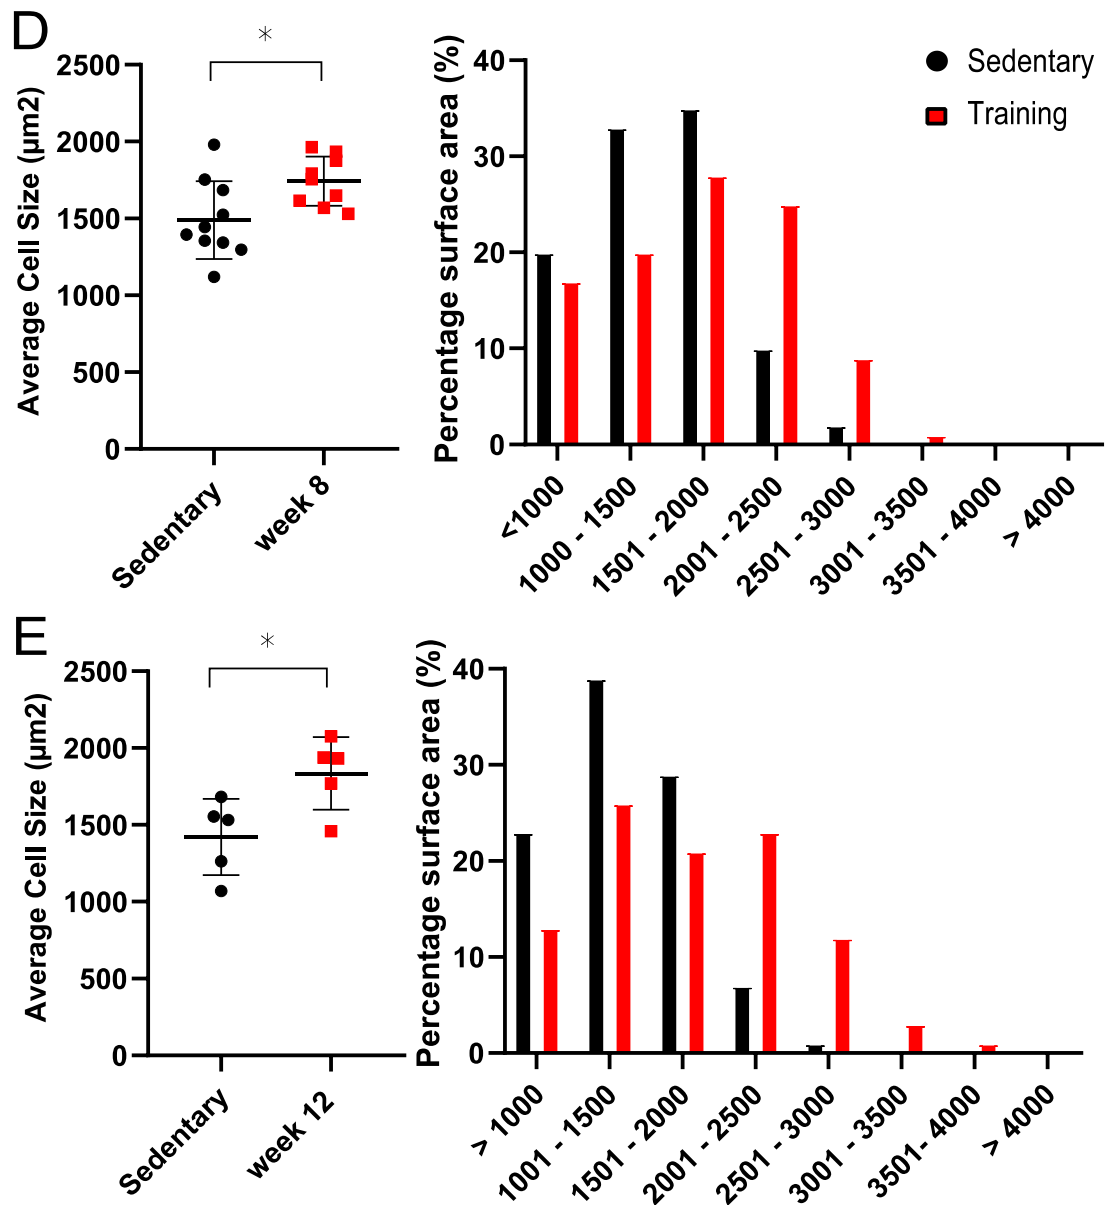 D
*
2500
2000
1500
1000
500
0
Average Cell Size (µm2)
Sedentary
week 8
40
30
20
10
0
Percentage surface area (%)
Sedentary
Training
<1000
1000 - 1500
1501 - 2000
2001 - 2500
2501 - 3000
3001 - 3500
3501 - 4000
> 4000
E
*
2500
2000
1500
1000
500
0
Average Cell Size (µm2)
Sedentary
week 12
40
30
20
10
0
Percentage surface area (%)
> 1000
1001 - 1500
1501 - 2000
2001 - 2500
2501 - 3000
3001 - 3500
3501- 4000
> 4000